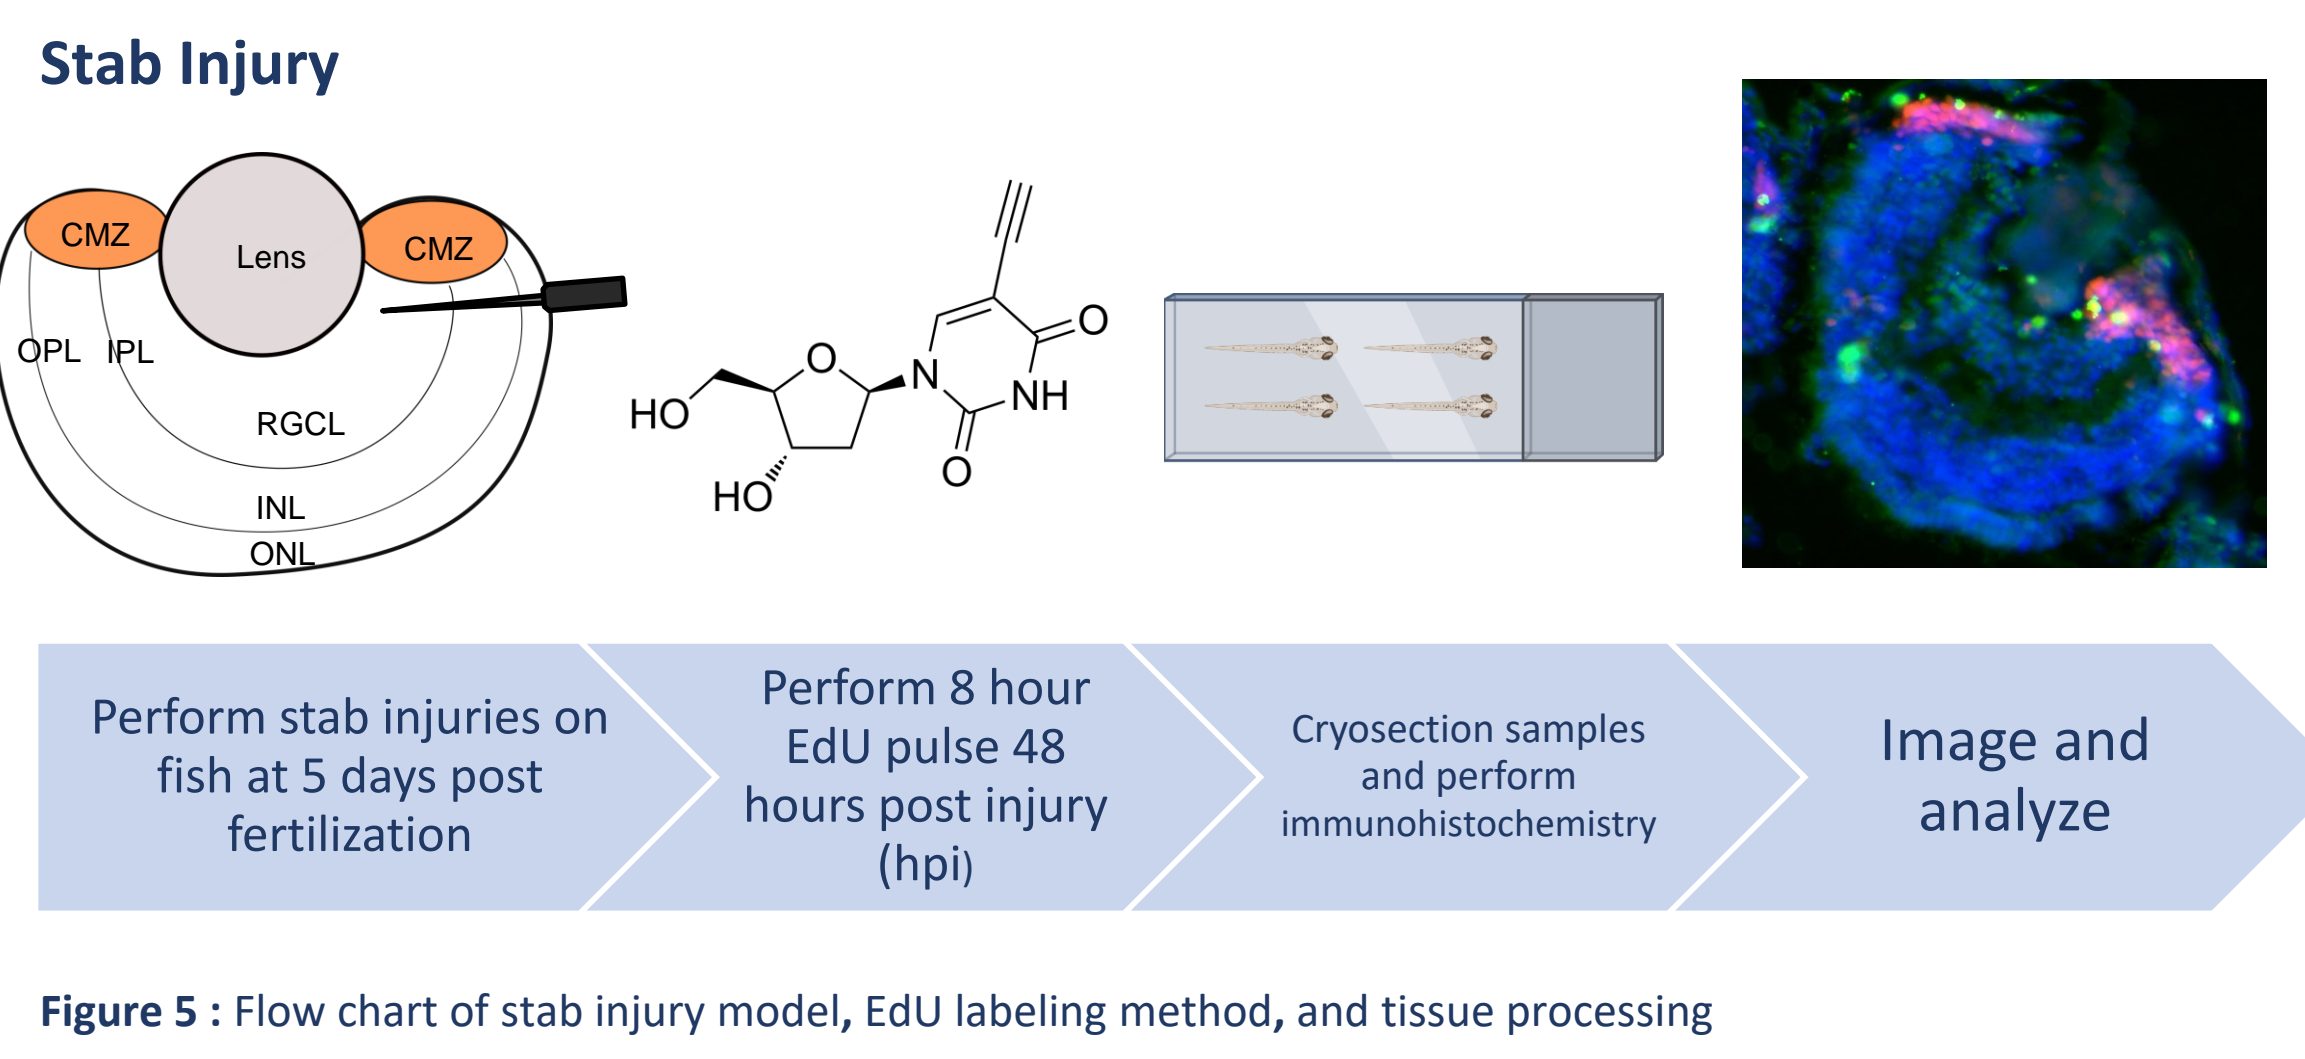 Stab Injury
CMZ
Lens
CMZ
OPL
IPL
RGCL
INL
ONL
O
N
O
NH
O
HO
HO
Perform stab injuries on
fish at 5 days post
fertilization
Perform 8 hour
EdU pulse 48
hours post injury
(hpi)
Cryosection samples
and perform
immunohistochemistry
Image and
analyze
Figure 5 : Flow chart of stab injury model, EdU labeling method, and tissue processing